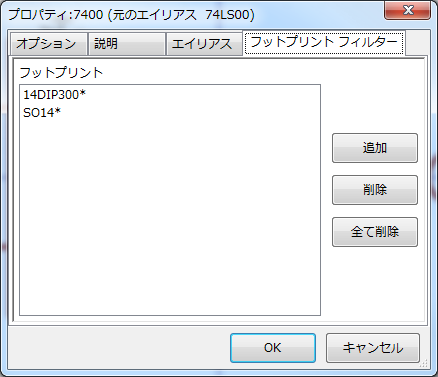 プロパティ:7400 (元のエイリアス 74LS00)
オプション 説明 エイリアス フットプリント フィルター
フットプリント
14DIP300*
SO14*
追加
削除
全て削除
OK キャンセル